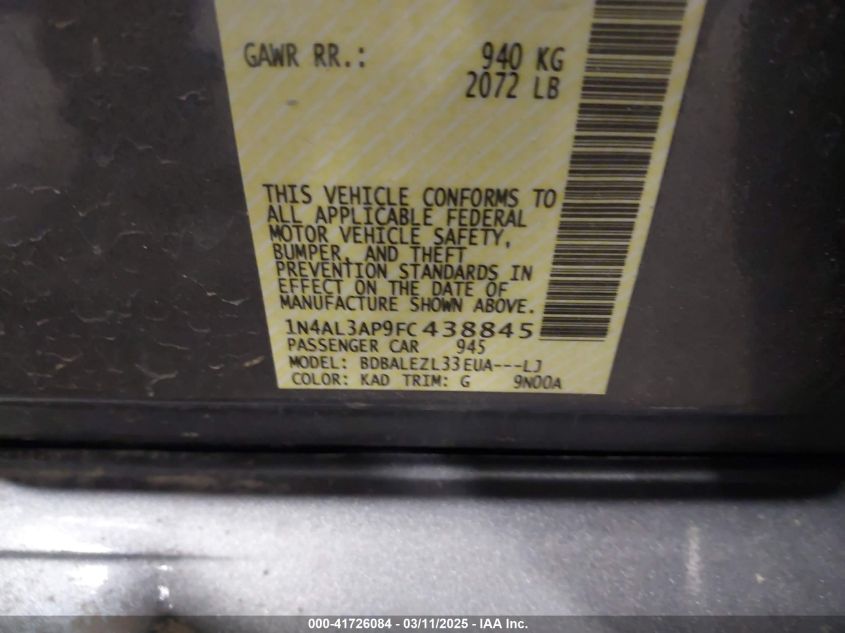 GAWR RR.: 940 KG
2072 LB
THIS VEHICLE CONFORMS TO
ALL APPLICABLE FEDERAL
MOTOR VEHICLE SAFETY,
BUMPER, AND THEFT
PREVENTION STANDARDS IN
EFFECT ON THE DATE OF
MANUFACTURE SHOWN ABOVE.
1N4AL3AP9FC438845
PASSENGER CAR 945
MODEL: BDBALEZL33EUA---LJ
COLOR: KAD TRIM: G 9N00A
000-41726084 - 03/11/2025 - IAA Inc.